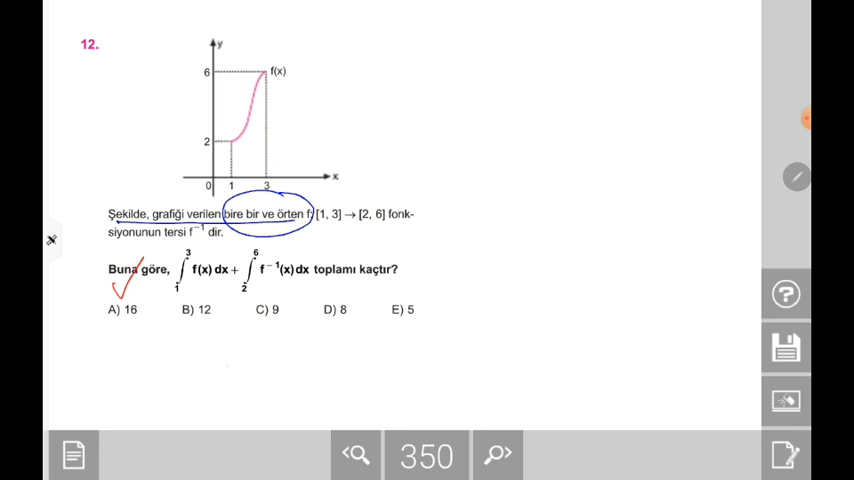 12.
y
6
f(x)
2
0 1 3 x
Şekilde, grafiği verilen bire bir ve örten f: [1, 3] → [2, 6] fonk-
siyonunun tersi f⁻¹ dir.
Buna göre, ∫₁³ f(x) dx + ∫₂⁶ f⁻¹(x) dx toplamı kaçtır?
A) 16 B) 12 C) 9 D) 8 E) 5
350